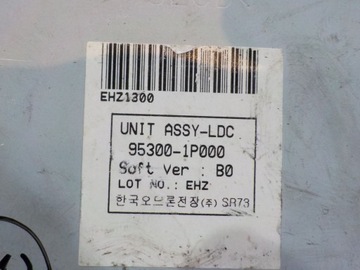 EHZ1300
UNIT ASSY-LDC
95300-1P000
Soft Ver : B0
LOT NO.: EHZ
한국오므론전장(주) SR73